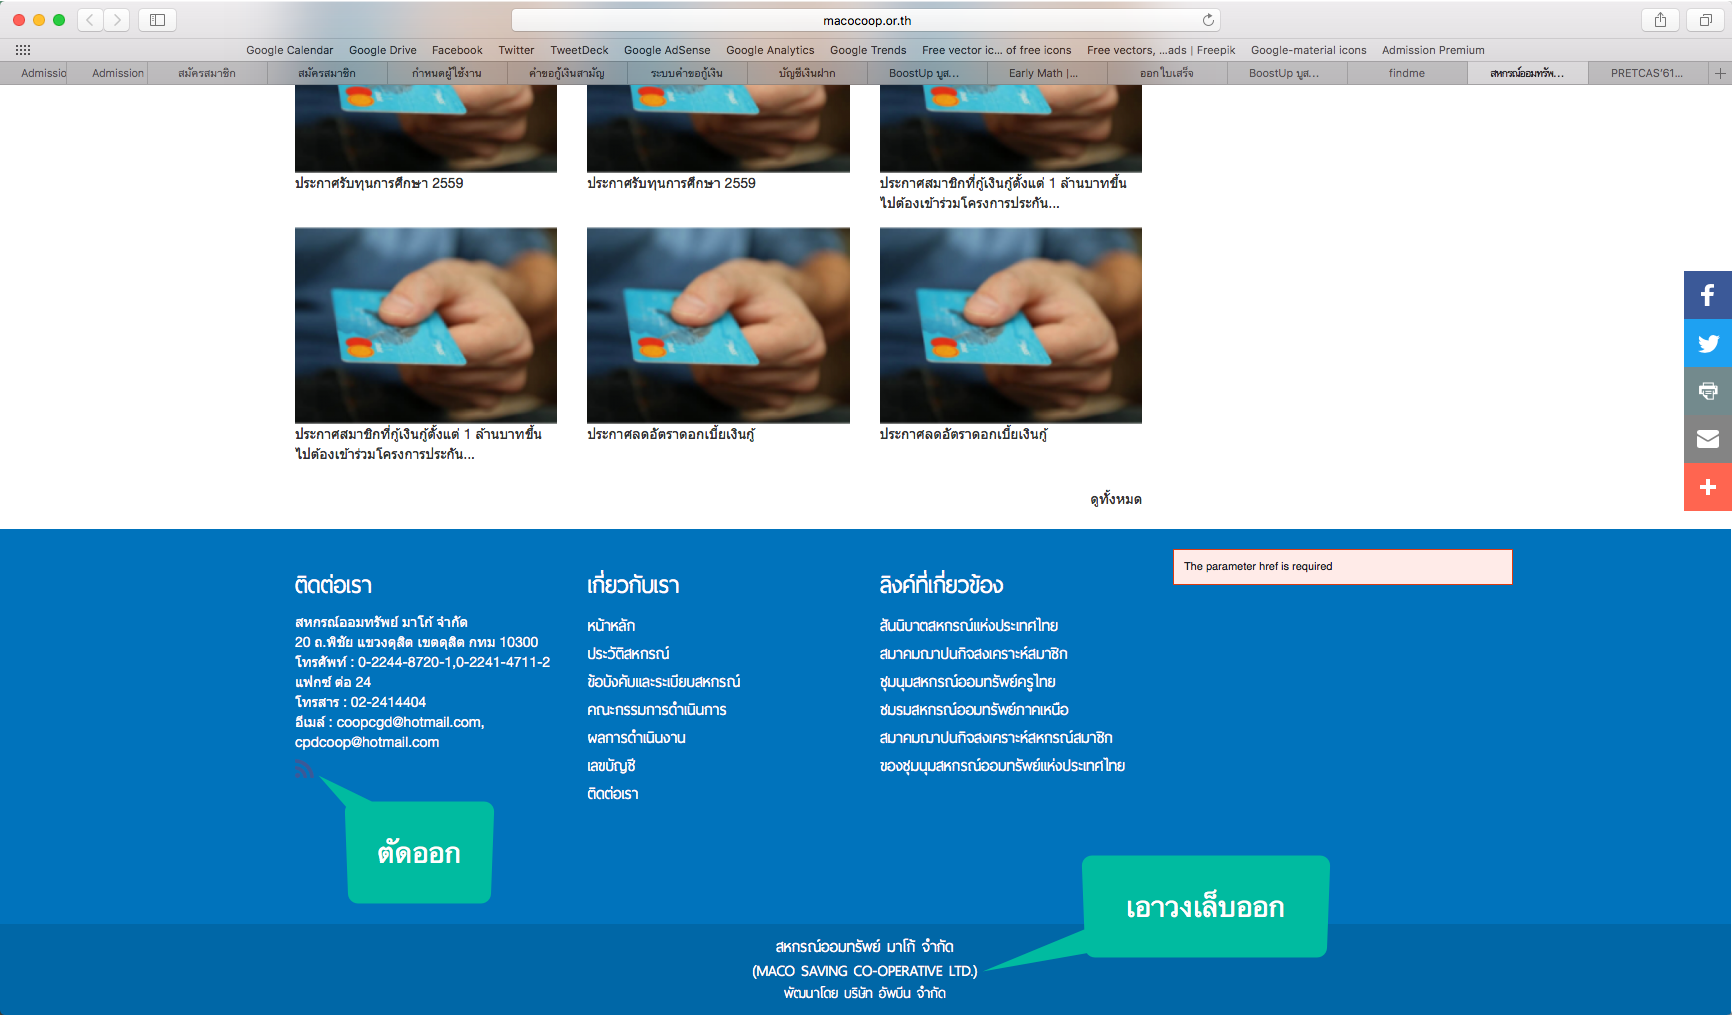 macocoop.or.th
Google Calendar Google Drive Facebook Twitter TweetDeck Google AdSense Google Analytics Google Trends Free vector ic... of free icons Free vectors, ...ads | Freepik Google-material icons Admission Premium
Admissio Admission สมัครสมาชิก สมัครสมาชิก กำหนดผู้ใช้งาน คำขอกู้เงินสามัญ ระบบคำขอกู้เงิน บัญชีเงินฝาก BoostUp บูส... Early Math |... ออกใบเสร็จ BoostUp บูส... findme สหกรณ์ออมทรัพ... PRETCAS'61...
ประกาศรับทุนการศึกษา 2559
ประกาศรับทุนการศึกษา 2559
ประกาศสมาชิกที่กู้เงินกู้ตั้งแต่ 1 ล้านบาทขึ้น
ไปต้องเข้าร่วมโครงการประกัน...
ประกาศสมาชิกที่กู้เงินกู้ตั้งแต่ 1 ล้านบาทขึ้น
ไปต้องเข้าร่วมโครงการประกัน...
ประกาศลดอัตราดอกเบี้ยเงินกู้
ประกาศลดอัตราดอกเบี้ยเงินกู้
ดูทั้งหมด
ติดต่อเรา
สหกรณ์ออมทรัพย์ มาโก้ จำกัด
20 ถ.พิชัย แขวงดุสิต เขตดุสิต กทม 10300
โทรศัพท์ : 0-2244-8720-1,0-2241-4711-2
แฟกซ์ ต่อ 24
โทรสาร : 02-2414404
อีเมล์ : coopcgd@hotmail.com,
cpdcoop@hotmail.com
ตัดออก
เกี่ยวกับเรา
หน้าหลัก
ประวัติสหกรณ์
ข้อบังคับและระเบียบสหกรณ์
คณะกรรมการดำเนินการ
ผลการดำเนินงาน
เลขบัญชี
ติดต่อเรา
ลิงค์ที่เกี่ยวข้อง
สันนิบาตสหกรณ์แห่งประเทศไทย
สมาคมฌาปนกิจสงเคราะห์สมาชิก
ชุมนุมสหกรณ์ออมทรัพย์ครูไทย
ชมรมสหกรณ์ออมทรัพย์ภาคเหนือ
สมาคมฌาปนกิจสงเคราะห์สหกรณ์สมาชิก
ของชุมนุมสหกรณ์ออมทรัพย์แห่งประเทศไทย
The parameter href is required
เอาวงเล็บออก
สหกรณ์ออมทรัพย์ มาโก้ จำกัด
(MACO SAVING CO-OPERATIVE LTD.)
พัฒนาโดย บริษัท อัพบีน จำกัด